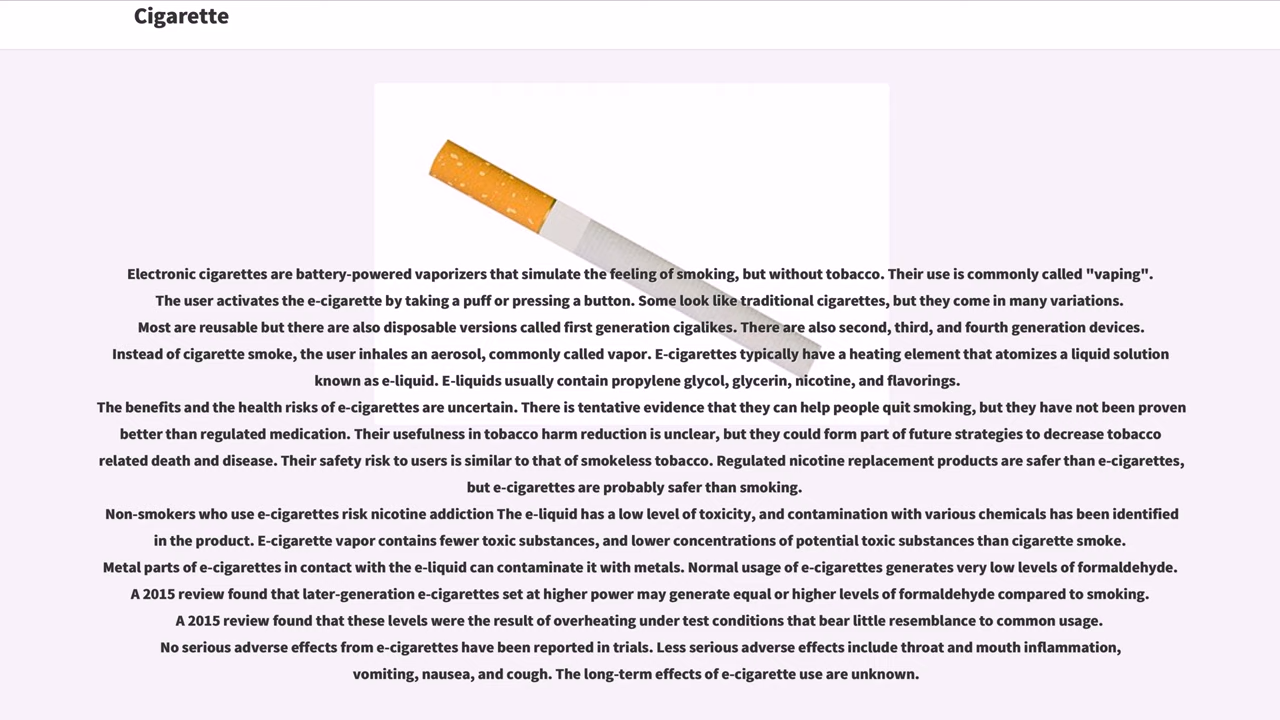 Cigarette
Electronic cigarettes are battery-powered vaporizers that simulate the feeling of smoking, but without tobacco. Their use is commonly called "vaping".
The user activates the e-cigarette by taking a puff or pressing a button. Some look like traditional cigarettes, but they come in many variations.
Most are reusable but there are also disposable versions called first generation cigalikes. There are also second, third, and fourth generation devices.
Instead of cigarette smoke, the user inhales an aerosol, commonly called vapor. E-cigarettes typically have a heating element that atomizes a liquid solution
known as e-liquid. E-liquids usually contain propylene glycol, glycerin, nicotine, and flavorings.
The benefits and the health risks of e-cigarettes are uncertain. There is tentative evidence that they can help people quit smoking, but they have not been proven
better than regulated medication. Their usefulness in tobacco harm reduction is unclear, but they could form part of future strategies to decrease tobacco
related death and disease. Their safety risk to users is similar to that of smokeless tobacco. Regulated nicotine replacement products are safer than e-cigarettes,
but e-cigarettes are probably safer than smoking.
Non-smokers who use e-cigarettes risk nicotine addiction The e-liquid has a low level of toxicity, and contamination with various chemicals has been identified
in the product. E-cigarette vapor contains fewer toxic substances, and lower concentrations of potential toxic substances than cigarette smoke.
Metal parts of e-cigarettes in contact with the e-liquid can contaminate it with metals. Normal usage of e-cigarettes generates very low levels of formaldehyde.
A 2015 review found that later-generation e-cigarettes set at higher power may generate equal or higher levels of formaldehyde compared to smoking.
A 2015 review found that these levels were the result of overheating under test conditions that bear little resemblance to common usage.
No serious adverse effects from e-cigarettes have been reported in trials. Less serious adverse effects include throat and mouth inflammation,
vomiting, nausea, and cough. The long-term effects of e-cigarette use are unknown.